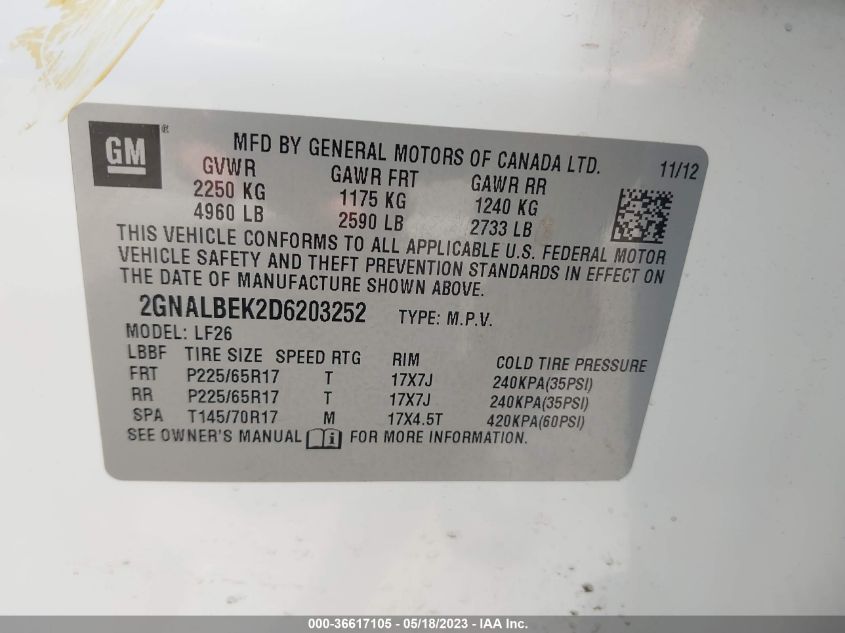 GM®
MFD BY GENERAL MOTORS OF CANADA LTD. 11/12
GVWR GAWR FRT GAWR RR
2250 KG 1175 KG 1240 KG
4960 LB 2590 LB 2733 LB
THIS VEHICLE CONFORMS TO ALL APPLICABLE U.S. FEDERAL MOTOR
VEHICLE SAFETY AND THEFT PREVENTION STANDARDS IN EFFECT ON
THE DATE OF MANUFACTURE SHOWN ABOVE.
2GNALBEK2D6203252 TYPE: M.P.V.
MODEL: LF26
LBBF TIRE SIZE SPEED RTG RIM COLD TIRE PRESSURE
FRT P225/65R17 T 17X7J 240KPA(35PSI)
RR P225/65R17 T 17X7J 240KPA(35PSI)
SPA T145/70R17 M 17X4.5T 420KPA(60PSI)
SEE OWNER'S MANUAL FOR MORE INFORMATION.
000-36617105 - 05/18/2023 - IAA Inc.